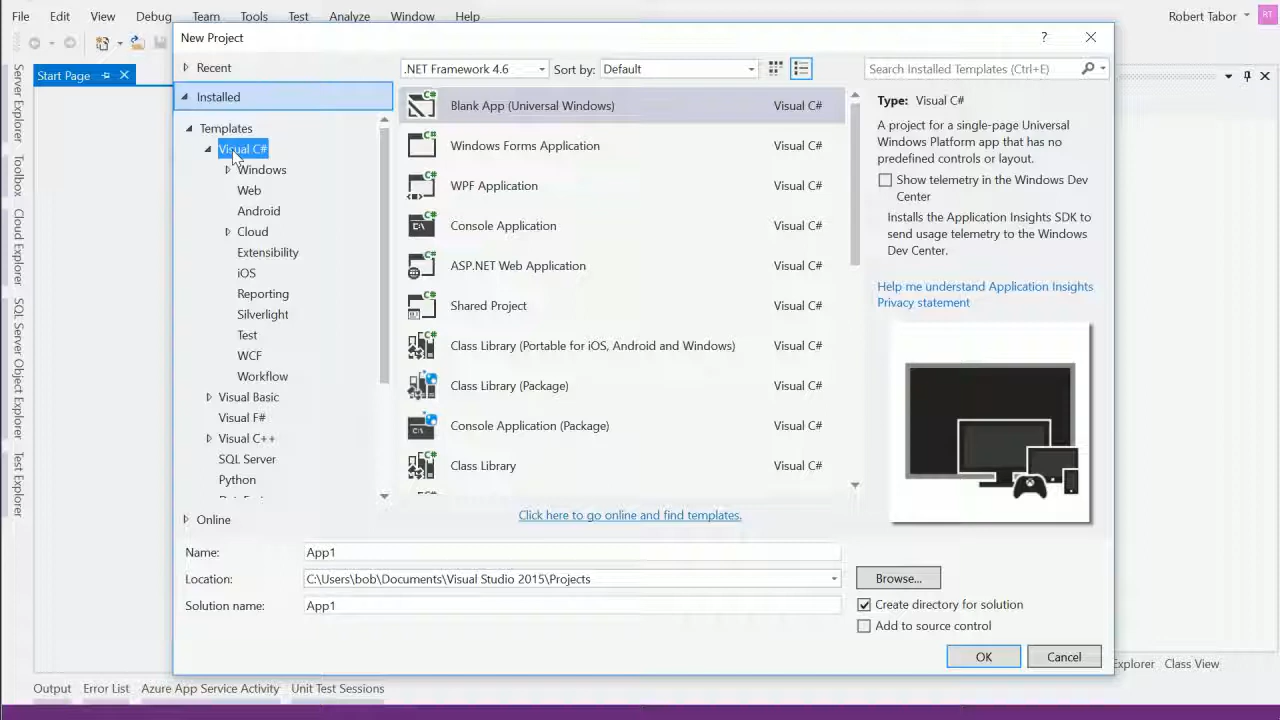 File Edit View Debug Team Tools Test Analyze Window Help Robert Tabor RT
New Project ?
Start Page
Server Explorer
Toolbox
Cloud Explorer
SQL Server Object Explorer
Test Explorer
Recent
Installed
Templates
Visual C#
Windows
Web
Android
Cloud
Extensibility
iOS
Reporting
Silverlight
Test
WCF
Workflow
Visual Basic
Visual F#
Visual C++
SQL Server
Python
Online
.NET Framework 4.6 Sort by: Default
Blank App (Universal Windows) Visual C#
Windows Forms Application Visual C#
WPF Application Visual C#
Console Application Visual C#
ASP.NET Web Application Visual C#
Shared Project Visual C#
Class Library (Portable for iOS, Android and Windows) Visual C#
Class Library (Package) Visual C#
Console Application (Package) Visual C#
Class Library Visual C#
Click here to go online and find templates.
Search Installed Templates (Ctrl+E)
Type: Visual C#
A project for a single-page Universal
Windows Platform app that has no
predefined controls or layout.
Show telemetry in the Windows Dev
Center
Installs the Application Insights SDK to
send usage telemetry to the Windows
Dev Center.
Help me understand Application Insights
Privacy statement
Name: App1
Location: C:\Users\bob\Documents\Visual Studio 2015\Projects Browse...
Solution name: App1
Create directory for solution
Add to source control
OK Cancel
Explorer Class View
Output Error List Azure App Service Activity Unit Test Sessions